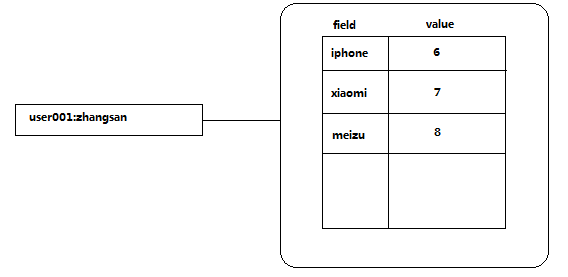 field value
iphone 6
xiaomi 7
user001:zhangsan
meizu 8